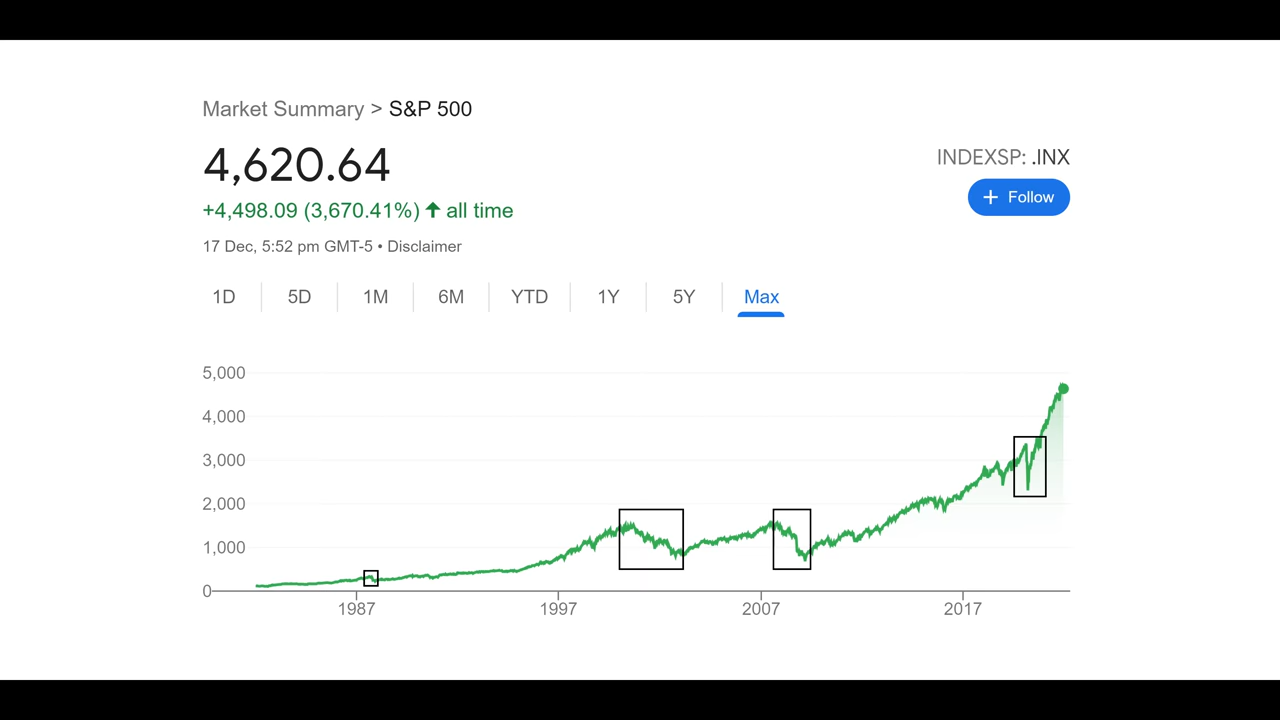 Market Summary > S&P 500
4,620.64
+4,498.09 (3,670.41%) ↑ all time
17 Dec, 5:52 pm GMT-5 • Disclaimer
INDEXSP: .INX
+ Follow
1D 5D 1M 6M YTD 1Y 5Y Max
5,000
4,000
3,000
2,000
1,000
0
1987 1997 2007 2017